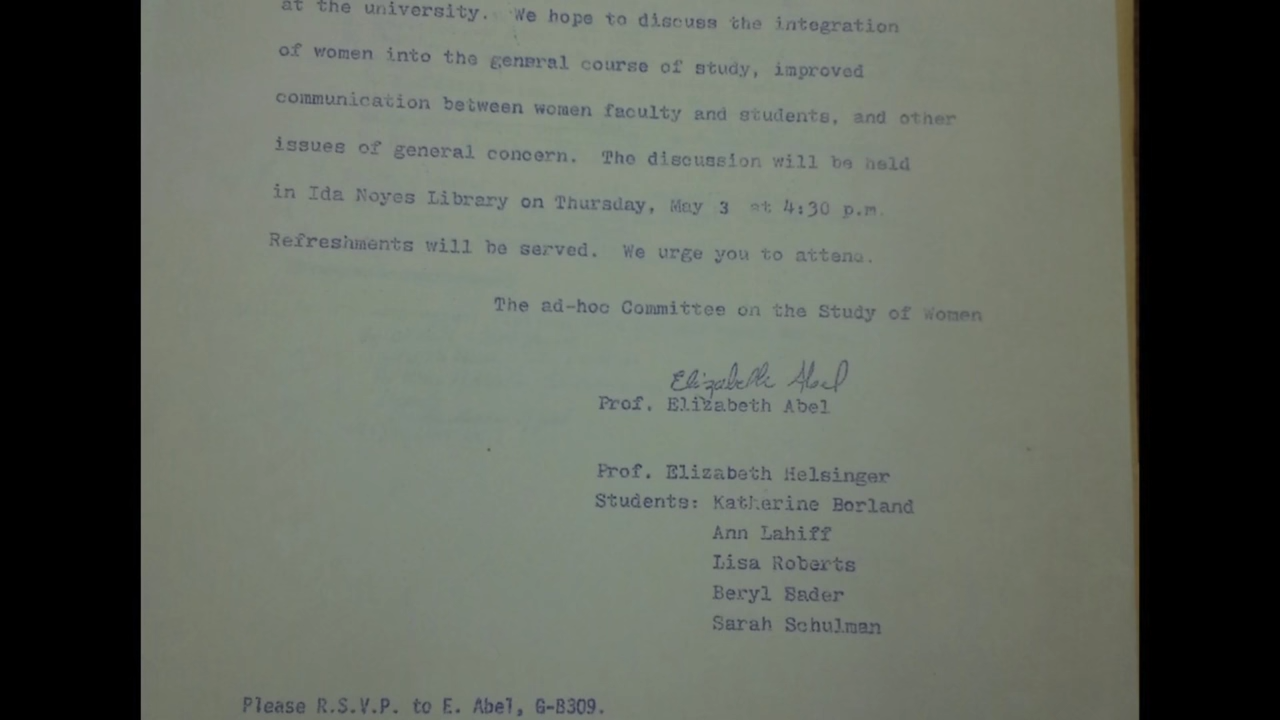 at the university. We hope to discuss the integration
of women into the general course of study, improved
communication between women faculty and students, and other
issues of general concern. The discussion will be held
in Ida Noyes Library on Thursday, May 3 at 4:30 p.m.
Refreshments will be served. We urge you to attend.
The ad-hoc Committee on the Study of Women
Elizabeth Abel
Prof. Elizabeth Abel
Prof. Elizabeth Helsinger
Students: Katherine Borland
Ann Lahiff
Lisa Roberts
Beryl Sader
Sarah Schulman
Please R.S.V.P. to E. Abel, G-B309.